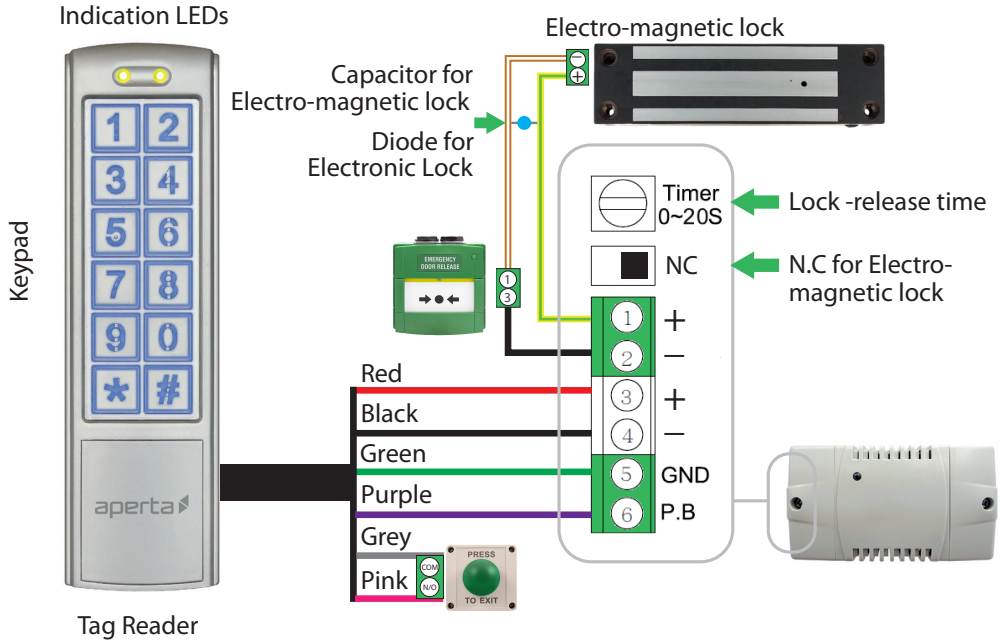 Indication LEDs
1 2
3 4
5 6
7 8
9 0
* #
aperta
Keypad
Tag Reader
Electro-magnetic lock
−
+
Capacitor for
Electro-magnetic lock
Diode for
Electronic Lock
EMERGENCY
DOOR RELEASE
1
3
Timer
0~20S
Lock -release time
NC
N.C for Electro-
magnetic lock
1 +
2 −
3 +
4 −
5 GND
6 P.B
Red
Black
Green
Purple
Grey
Pink
COM
N/O
PRESS
TO EXIT